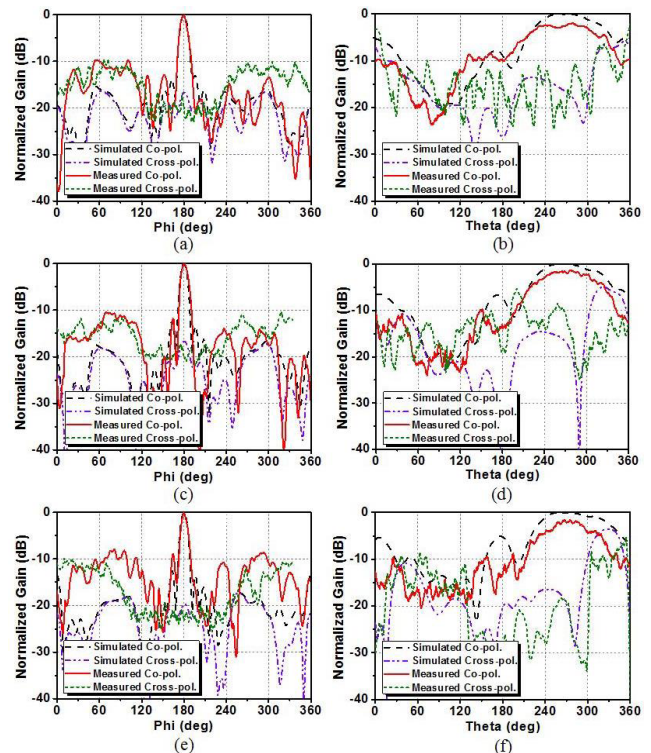 0
-10
-20
-30
-40
Normalized Gain (dB)
Simulated Co-pol.
Simulated Cross-pol.
Measured Co-pol.
Measured Cross-pol.
0 60 120 180 240 300 360
Phi (deg)
(a)
0
-10
-20
-30
-40
Normalized Gain (dB)
Simulated Co-pol.
Simulated Cross-pol.
Measured Co-pol.
Measured Cross-pol.
0 60 120 180 240 300 360
Theta (deg)
(b)
0
-10
-20
-30
-40
Normalized Gain (dB)
Simulated Co-pol.
Simulated Cross-pol.
Measured Co-pol.
Measured Cross-pol.
0 60 120 180 240 300 360
Phi (deg)
(c)
0
-10
-20
-30
-40
Normalized Gain (dB)
Simulated Co-pol.
Simulated Cross-pol.
Measured Co-pol.
Measured Cross-pol.
0 60 120 180 240 300 360
Theta (deg)
(d)
0
-10
-20
-30
-40
Normalized Gain (dB)
Simulated Co-pol.
Simulated Cross-pol.
Measured Co-pol.
Measured Cross-pol.
0 60 120 180 240 300 360
Phi (deg)
(e)
0
-10
-20
-30
-40
Normalizad Gain (dB)
Simulated Co-pol.
Simulated Cross-pol.
Measured Co-pol.
Measured Cross-pol.
0 60 120 180 240 300 360
Theta (deg)
(f)